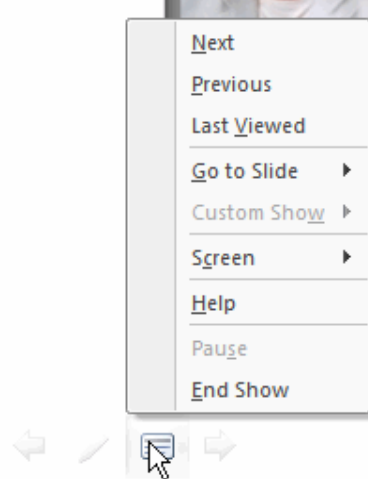 Next
Previous
Last Viewed
Go to Slide
Custom Show
Screen
Help
Pause
End Show